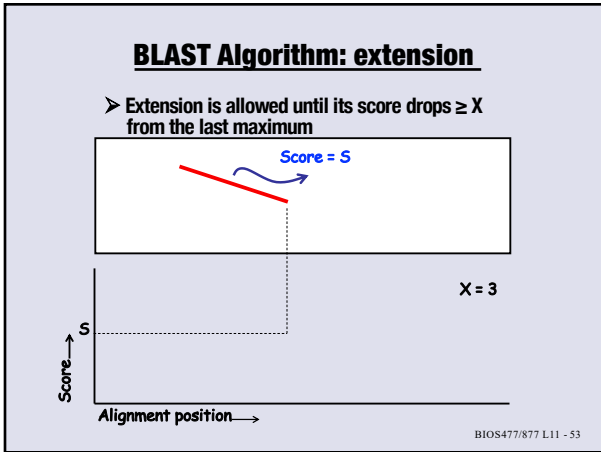 BLAST Algorithm: extension
➢ Extension is allowed until its score drops ≥ X
from the last maximum
Score = S
X = 3
S
Score
Alignment position
BIOS477/877 L11 - 53